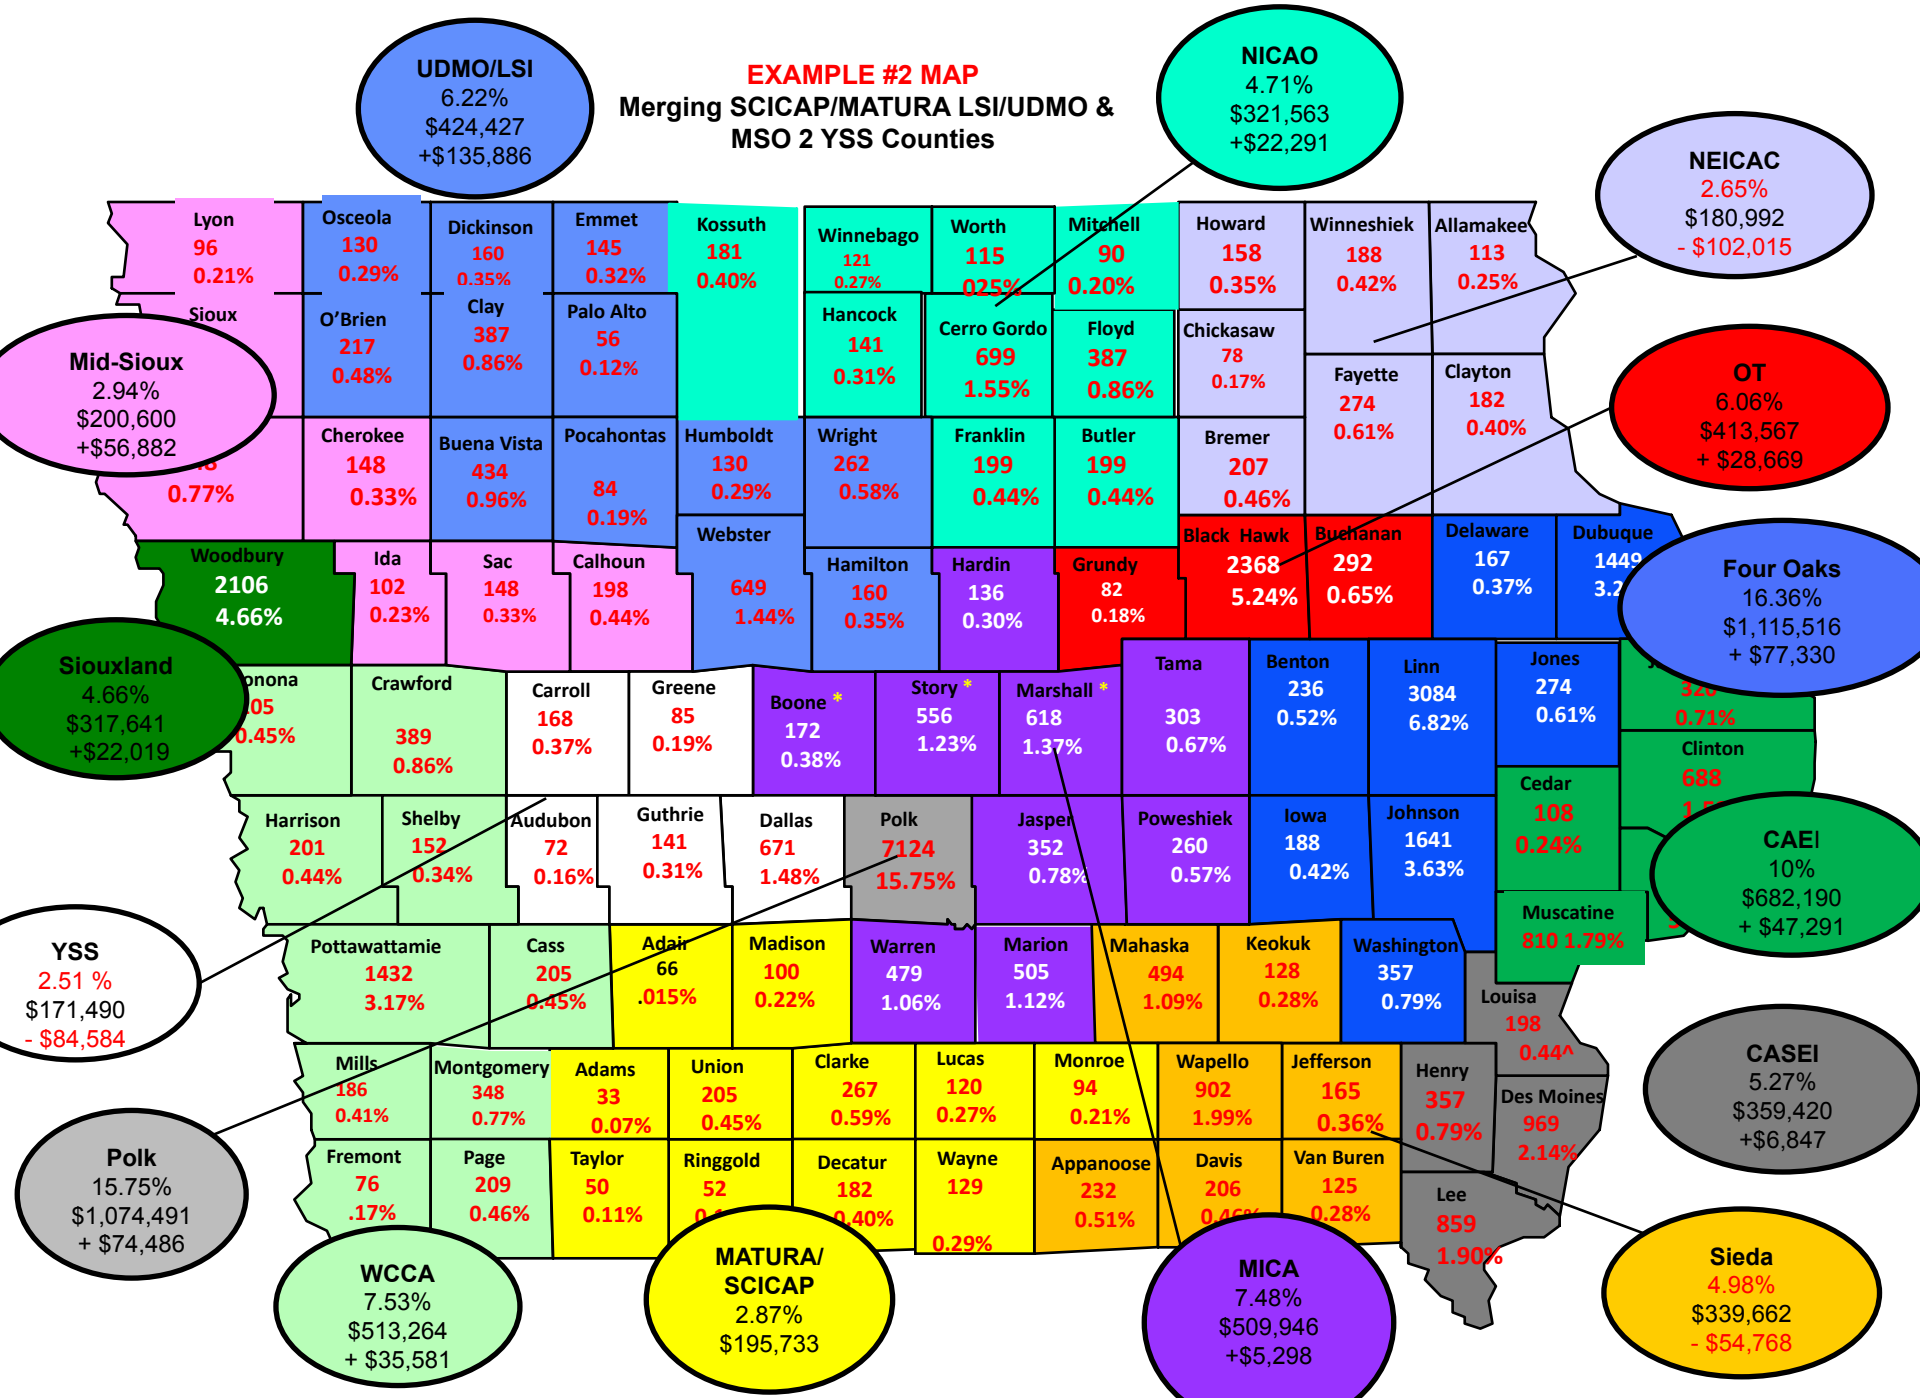 EXAMPLE #2 MAP
Merging SCICAP/MATURA LSI/UDMO &
MSO 2 YSS Counties
UDMO/LSI
6.22%
$424,427
+$135,886
NICAO
4.71%
$321,563
+$22,291
NEICAC
2.65%
$180,992
- $102,015
Lyon
96
0.21%
Osceola
130
0.29%
Dickinson
160
0.35%
Emmet
145
0.32%
Kossuth
181
0.40%
Winnebago
121
0.27%
Worth
115
025%
Mitchell
90
0.20%
Howard
158
0.35%
Winneshiek
188
0.42%
Allamakee
113
0.25%
Sioux
O'Brien
217
0.48%
Clay
387
0.86%
Palo Alto
56
0.12%
Hancock
141
0.31%
Cerro Gordo
699
1.55%
Floyd
387
0.86%
Chickasaw
78
0.17%
Fayette
274
0.61%
Clayton
182
0.40%
Mid-Sioux
2.94%
$200,600
+$56,882
OT
6.06%
$413,567
+ $28,669
0.77%
Cherokee
148
0.33%
Buena Vista
434
0.96%
Pocahontas
84
0.19%
Humboldt
130
0.29%
Wright
262
0.58%
Franklin
199
0.44%
Butler
199
0.44%
Bremer
207
0.46%
Woodbury
2106
4.66%
Ida
102
0.23%
Sac
148
0.33%
Calhoun
198
0.44%
Webster
649
1.44%
Hamilton
160
0.35%
Hardin
136
0.30%
Grundy
82
0.18%
Black Hawk
2368
5.24%
Buchanan
292
0.65%
Delaware
167
0.37%
Dubuque
1449
Four Oaks
16.36%
$1,115,516
+ $77,330
Siouxland
4.66%
$317,641
+$22,019
0.45%
Crawford
389
0.86%
Carroll
168
0.37%
Greene
85
0.19%
Boone *
172
0.38%
Story *
556
1.23%
Marshall *
618
1.37%
Tama
303
0.67%
Benton
236
0.52%
Linn
3084
6.82%
Jones
274
0.61%
0.71%
Clinton
688
Harrison
201
0.44%
Shelby
152
0.34%
Audubon
72
0.16%
Guthrie
141
0.31%
Dallas
671
1.48%
Polk
7124
15.75%
Jasper
352
0.78%
Poweshiek
260
0.57%
Iowa
188
0.42%
Johnson
1641
3.63%
Cedar
108
0.24%
CAEI
10%
$682,190
+ $47,291
Muscatine
810 1.79%
YSS
2.51 %
$171,490
- $84,584
Pottawattamie
1432
3.17%
Cass
205
0.45%
Adair
66
.015%
Madison
100
0.22%
Warren
479
1.06%
Marion
505
1.12%
Mahaska
494
1.09%
Keokuk
128
0.28%
Washington
357
0.79%
Louisa
198
0.44^
Mills
186
0.41%
Montgomery
348
0.77%
Adams
33
0.07%
Union
205
0.45%
Clarke
267
0.59%
Lucas
120
0.27%
Monroe
94
0.21%
Wapello
902
1.99%
Jefferson
165
0.36%
Henry
357
0.79%
Des Moines
969
2.14%
CASEI
5.27%
$359,420
+$6,847
Polk
15.75%
$1,074,491
+ $74,486
Fremont
76
.17%
Page
209
0.46%
Taylor
50
0.11%
Ringgold
52
Decatur
182
0.40%
Wayne
129
0.29%
Appanoose
232
0.51%
Davis
206
0.46%
Van Buren
125
0.28%
Lee
859
1.90%
WCCA
7.53%
$513,264
+ $35,581
MATURA/
SCICAP
2.87%
$195,733
MICA
7.48%
$509,946
+$5,298
Sieda
4.98%
$339,662
- $54,768